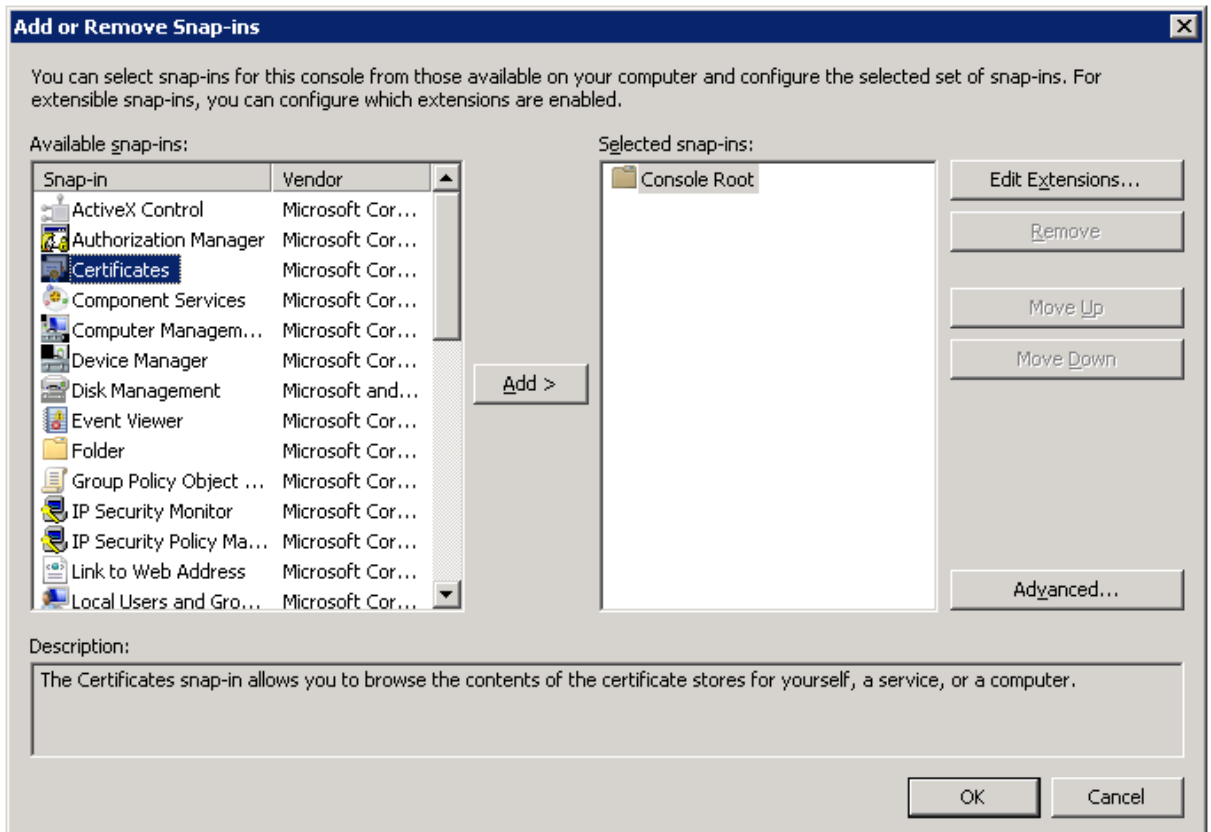 Add or Remove Snap-ins
You can select snap-ins for this console from those available on your computer and configure the selected set of snap-ins. For
extensible snap-ins, you can configure which extensions are enabled.
Available snap-ins:
Snap-in Vendor
ActiveX Control Microsoft Cor...
Authorization Manager Microsoft Cor...
Certificates Microsoft Cor...
Component Services Microsoft Cor...
Computer Managem... Microsoft Cor...
Device Manager Microsoft Cor...
Disk Management Microsoft and...
Event Viewer Microsoft Cor...
Folder Microsoft Cor...
Group Policy Object ... Microsoft Cor...
IP Security Monitor Microsoft Cor...
IP Security Policy Ma... Microsoft Cor...
Link to Web Address Microsoft Cor...
Local Users and Gro... Microsoft Cor...
Add >
Selected snap-ins:
Console Root
Edit Extensions...
Remove
Move Up
Move Down
Advanced...
Description:
The Certificates snap-in allows you to browse the contents of the certificate stores for yourself, a service, or a computer.
OK Cancel